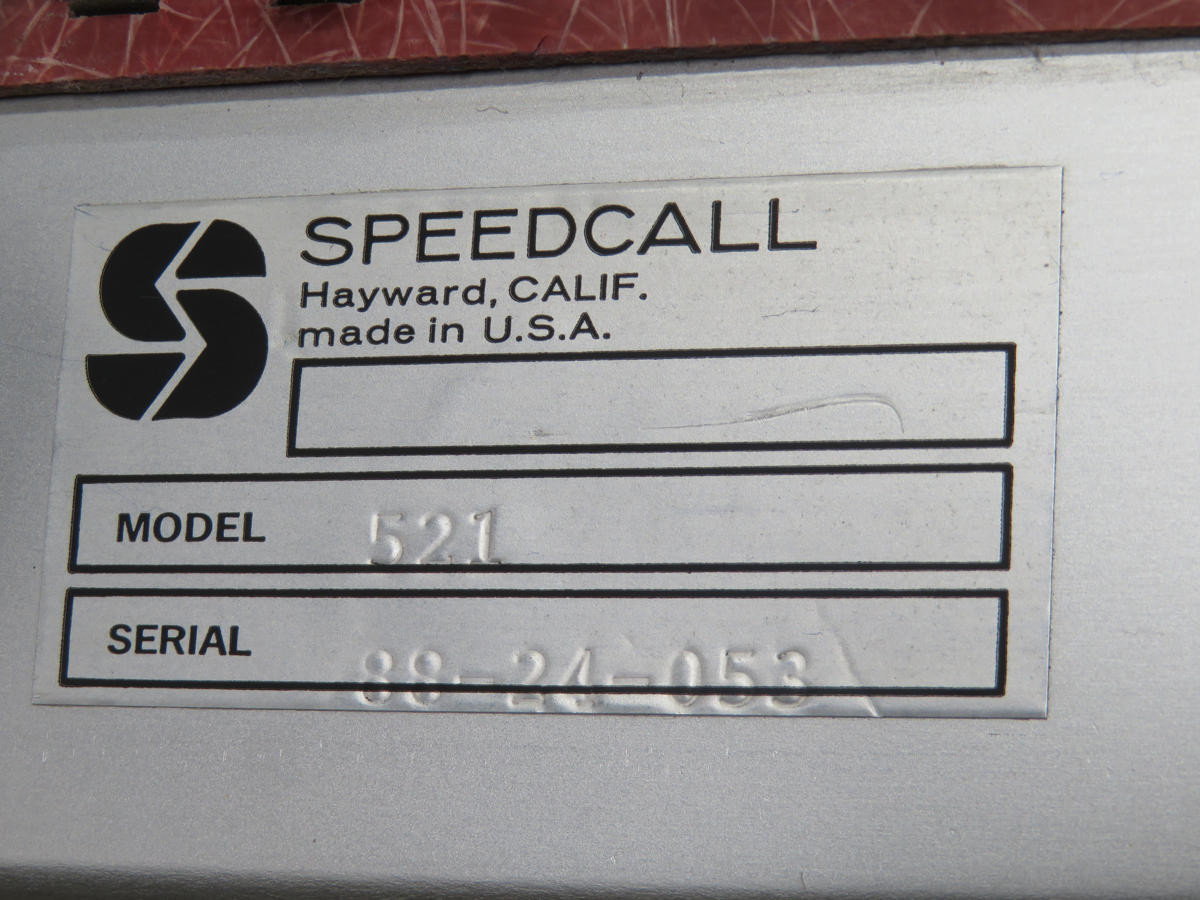 SPEEDCALL
Hayward, CALIF.
made in U.S.A.
MODEL 521
SERIAL 88-24-053